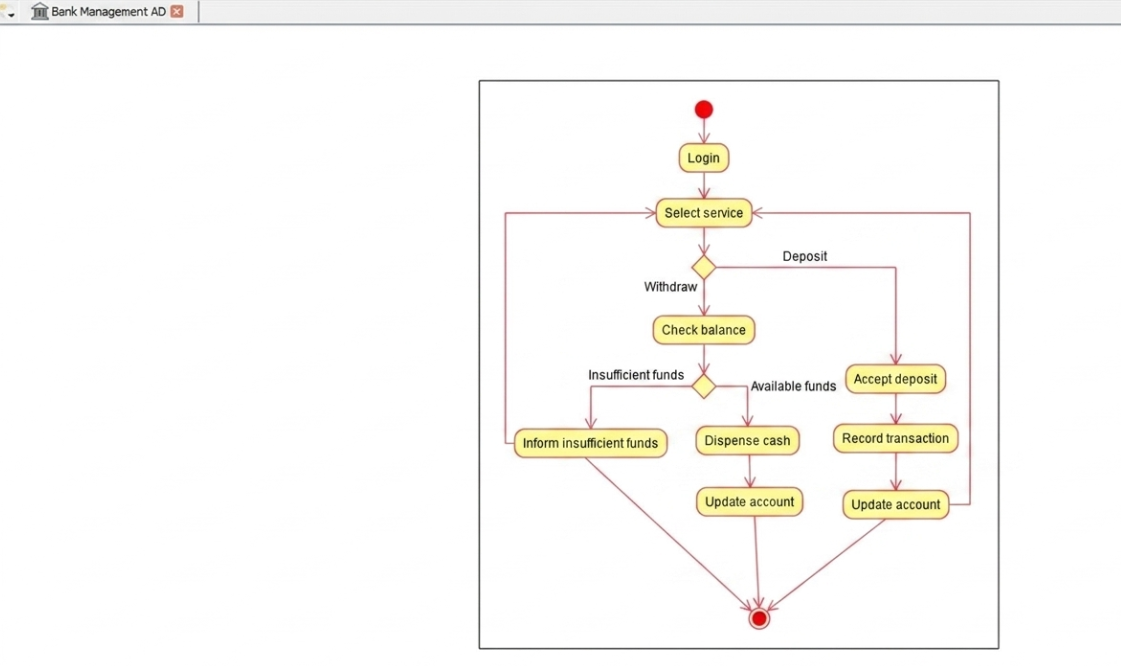 Bank Management AD
Login
Select service
Deposit
Withdraw
Check balance
Insufficient funds
Available funds
Accept deposit
Inform insufficient funds
Dispense cash
Record transaction
Update account
Update account